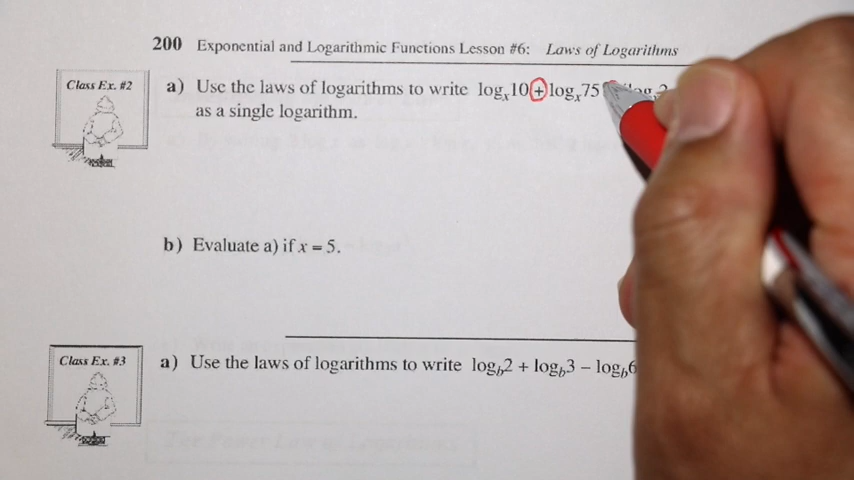 200 Exponential and Logarithmic Functions Lesson #6: Laws of Logarithms
Class Ex. #2
a) Use the laws of logarithms to write logₓ10 + logₓ75
as a single logarithm.
b) Evaluate a) if x = 5.
Class Ex. #3
a) Use the laws of logarithms to write log_b2 + log_b3 − log_b6